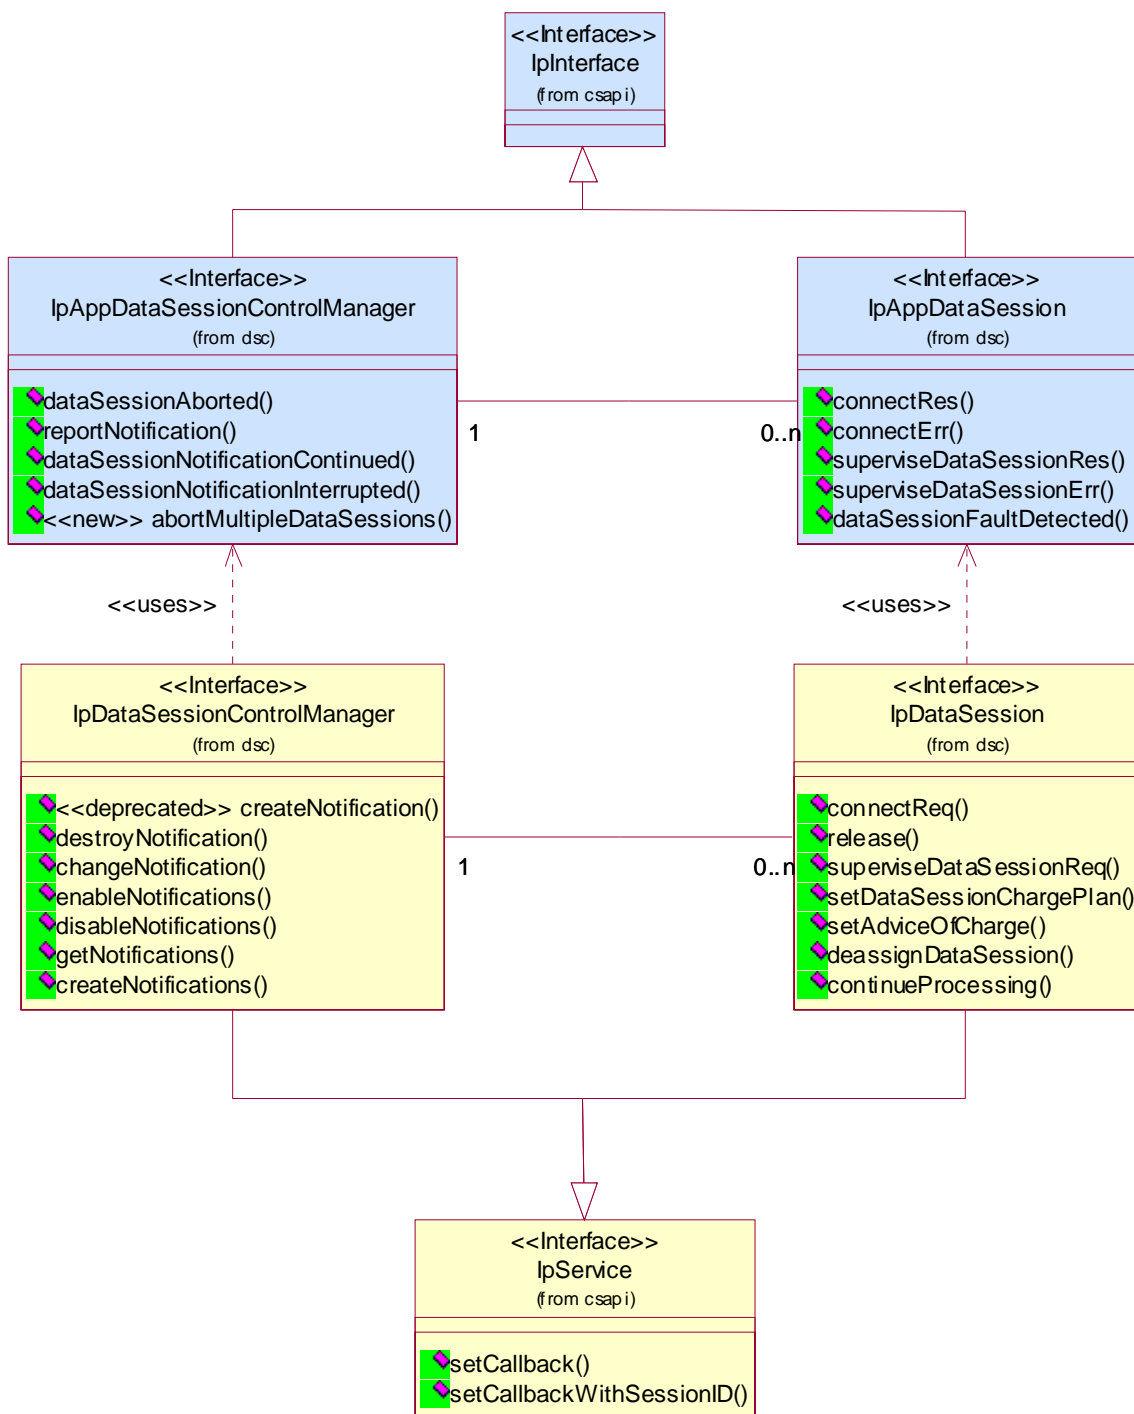 <<Interface>>
IpInterface
(from csapi)
<<Interface>>
IpAppDataSessionControlManager
(from dsc)
dataSessionAborted()
reportNotification()
dataSessionNotificationContinued()
dataSessionNotificationInterrupted()
<<new>> abortMultipleDataSessions()
1
0..n
<<Interface>>
IpAppDataSession
(from dsc)
connectRes()
connectErr()
superviseDataSessionRes()
superviseDataSessionErr()
dataSessionFaultDetected()
<<uses>>
<<uses>>
<<Interface>>
IpDataSessionControlManager
(from dsc)
<<deprecated>> createNotification()
destroyNotification()
changeNotification()
enableNotifications()
disableNotifications()
getNotifications()
createNotifications()
1
0..n
<<Interface>>
IpDataSession
(from dsc)
connectReq()
release()
superviseDataSessionReq()
setDataSessionChargePlan()
setAdviceOfCharge()
deassignDataSession()
continueProcessing()
<<Interface>>
IpService
(from csapi)
setCallback()
setCallbackWithSessionID()